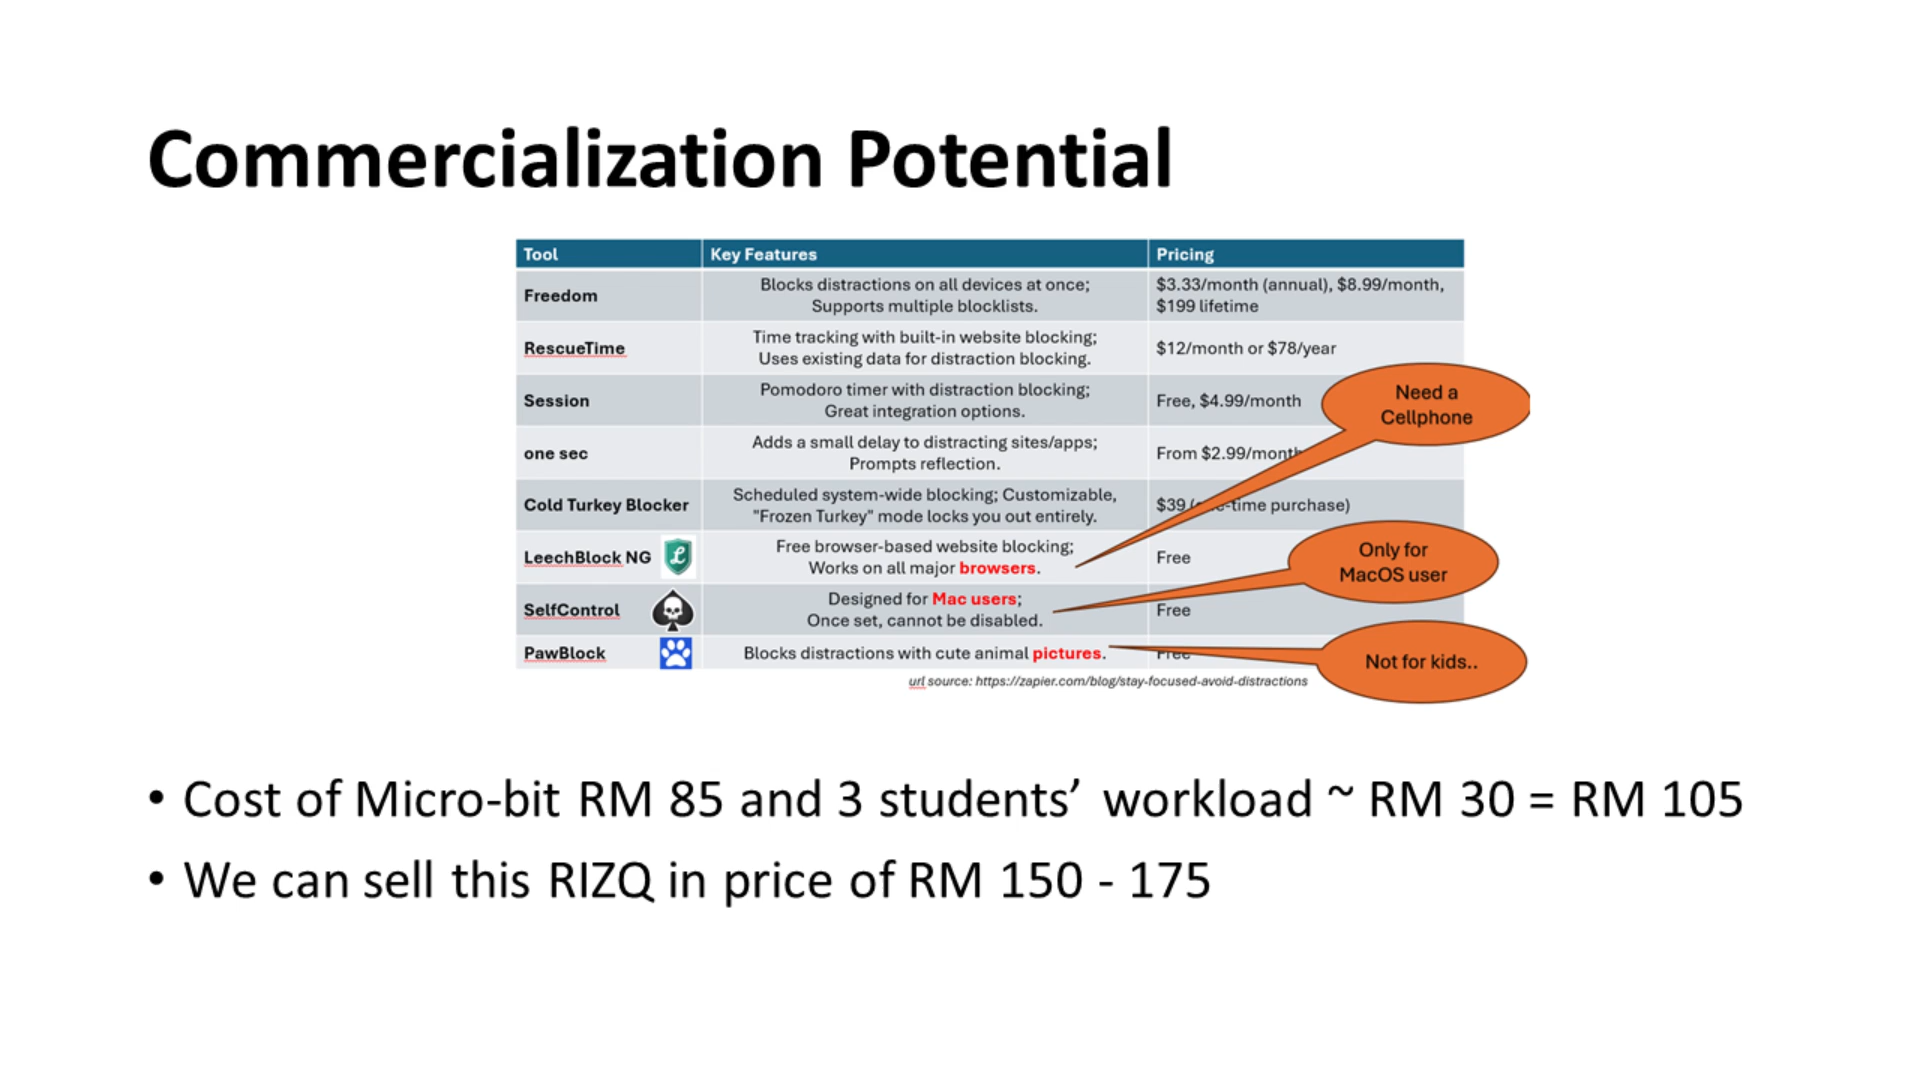 Commercialization Potential
Tool Key Features Pricing
Freedom
Blocks distractions on all devices at once;
Supports multiple blocklists.
$3.33/month (annual), $8.99/month,
$199 lifetime
RescueTime
Time tracking with built-in website blocking;
Uses existing data for distraction blocking.
$12/month or $78/year
Session
Pomodoro timer with distraction blocking;
Great integration options.
Free, $4.99/month
Need a
Cellphone
one sec
Adds a small delay to distracting sites/apps;
Prompts reflection.
From $2.99/month
Cold Turkey Blocker
Scheduled system-wide blocking; Customizable,
"Frozen Turkey" mode locks you out entirely.
$39 purchase)
LeechBlock NG
Free browser-based website blocking;
Works on all major browsers.
Free
Only for
MacOS user
SelfControl
Designed for Mac users;
Once set, cannot be disabled.
Free
PawBlock
Blocks distractions with cute animal pictures.
Free
Not for kids..
url source: https://zapier.com/blog/stay-focused-avoid-distractions
• Cost of Micro-bit RM 85 and 3 students’ workload ~ RM 30 = RM 105
• We can sell this RIZQ in price of RM 150 - 175